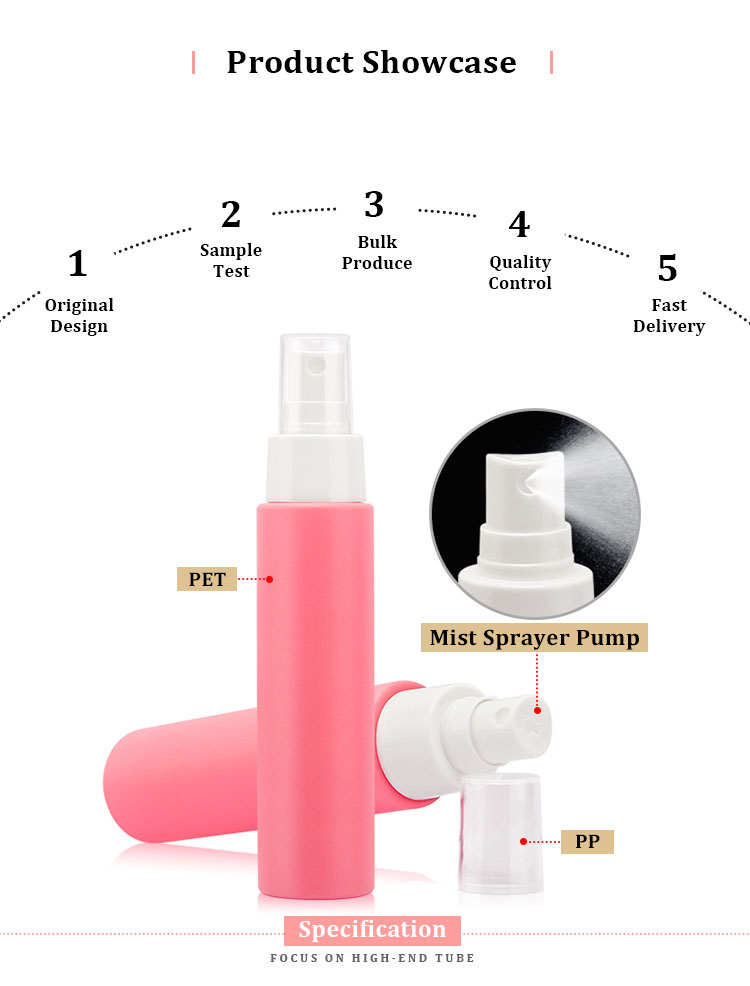 Product Showcase
1
Original
Design
2
Sample
Test
3
Bulk
Produce
4
Quality
Control
5
Fast
Delivery
PET
Mist Sprayer Pump
PP
Specification
FOCUS ON HIGH-END TUBE